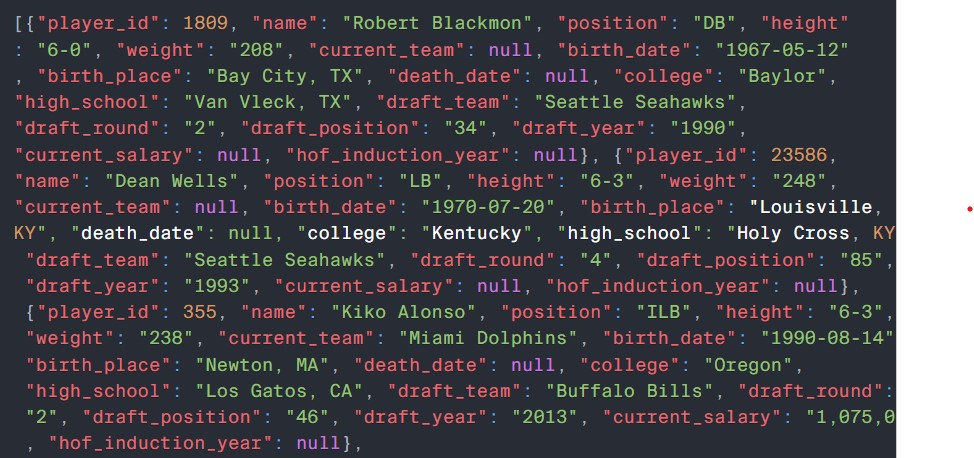 [{"player_id": 1809, "name": "Robert Blackmon", "position": "DB", "height"
: "6-0", "weight": "208", "current_team": null, "birth_date": "1967-05-12"
, "birth_place": "Bay City, TX", "death_date": null, "college": "Baylor",
"high_school": "Van Vleck, TX", "draft_team": "Seattle Seahawks",
"draft_round": "2", "draft_position": "34", "draft_year": "1990",
"current_salary": null, "hof_induction_year": null}, {"player_id": 23586,
"name": "Dean Wells", "position": "LB", "height": "6-3", "weight": "248",
"current_team": null, "birth_date": "1970-07-20", "birth_place": "Louisville,
KY", "death_date": null, "college": "Kentucky", "high_school": "Holy Cross, KY
"draft_team": "Seattle Seahawks", "draft_round": "4", "draft_position": "85",
"draft_year": "1993", "current_salary": null, "hof_induction_year": null},
{"player_id": 355, "name": "Kiko Alonso", "position": "ILB", "height": "6-3",
"weight": "238", "current_team": "Miami Dolphins", "birth_date": "1990-08-14"
"birth_place": "Newton, MA", "death_date": null, "college": "Oregon",
"high_school": "Los Gatos, CA", "draft_team": "Buffalo Bills", "draft_round":
"2", "draft_position": "46", "draft_year": "2013", "current_salary": "1,075,0
, "hof_induction_year": null},